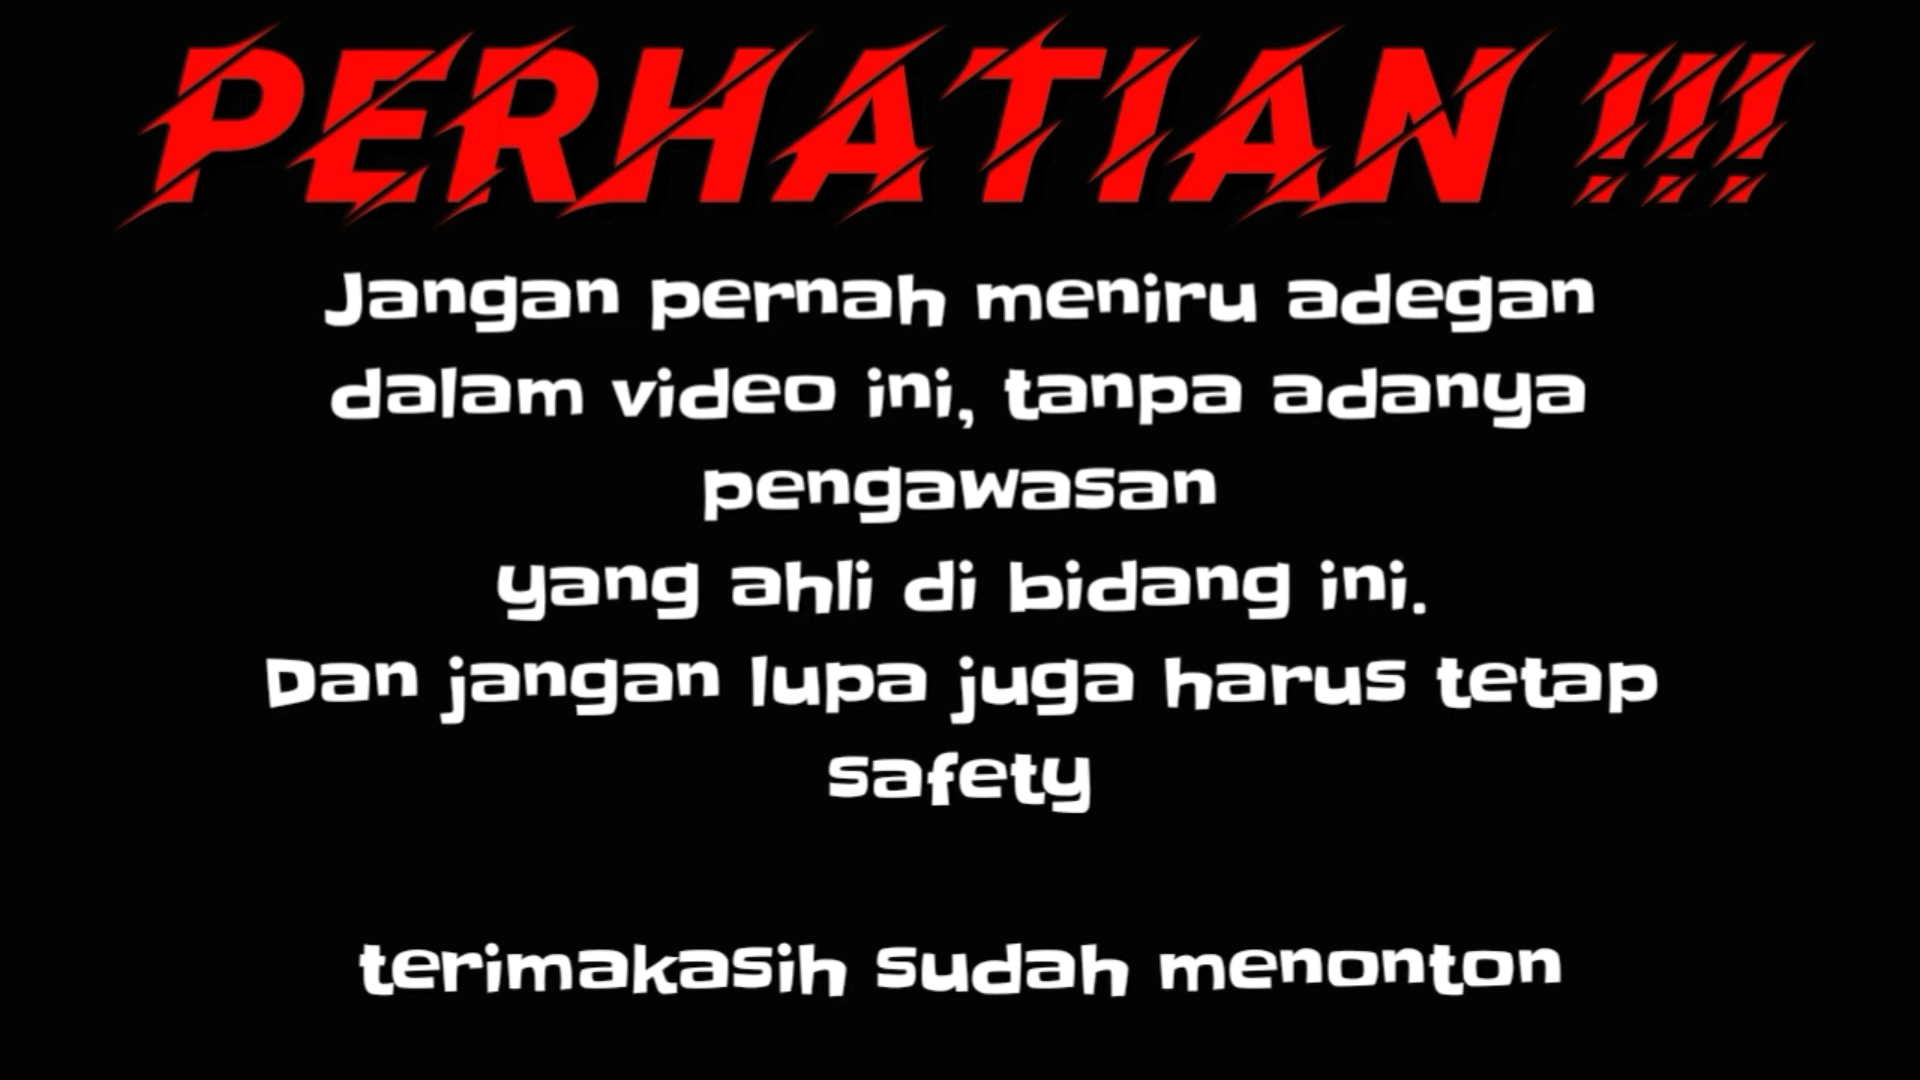 PERHATIAN !!!
Jangan pernah meniru adegan
dalam video ini, tanpa adanya
pengawasan
yang ahli di bidang ini.
Dan jangan lupa juga harus tetap
safety
terimakasih sudah menonton